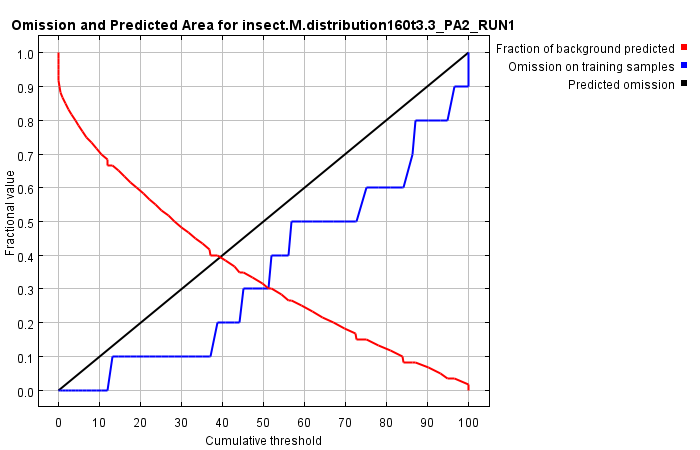 Omission and Predicted Area for insect.M.distribution160t3.3_PA2_RUN1
Fraction of background predicted
Omission on training samples
Predicted omission
Fractional value
1.0
0.9
0.8
0.7
0.6
0.5
0.4
0.3
0.2
0.1
0.0
0 10 20 30 40 50 60 70 80 90 100
Cumulative threshold